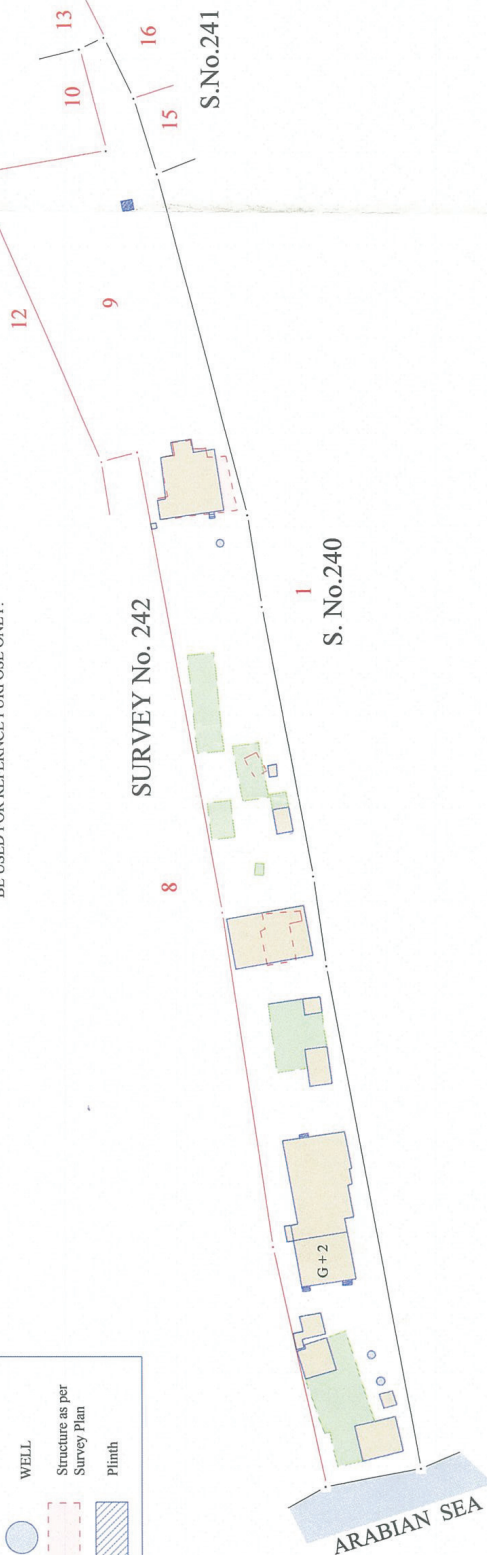 BE USED FOR REFERNCE PURPOSE ONLY.
13
10
16
15
S.No.241
12
9
SURVEY No. 242
1
S. No.240
8
G + 2
WELL
Structure as per
Survey Plan
Plinth
ARABIAN SEA